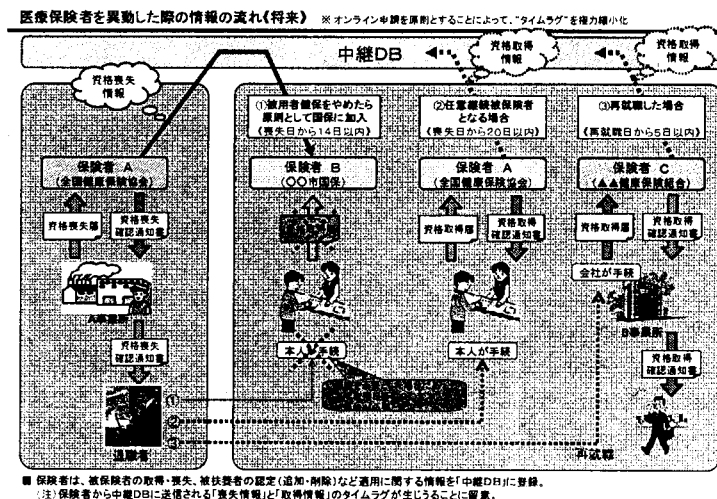 医療保険者を異動した際の情報の流れ《将来》 ※オンライン申請を原則とすることによって、"タイムラグ"を極力縮小化
中継DB
資格取得
情報
資格取得
情報
資格喪失
情報
①被用者健保をやめたら
原則として国保に加入
(喪失日から14日以内)
②任意継続被保険者
となる場合
(喪失日から20日以内)
③再就職した場合
(再就職日から5日以内)
保険者 A
(全国健康保険協会)
保険者 B
(〇〇市国保)
保険者 A
(全国健康保険協会)
保険者 C
(▲▲健康保険組合)
資格喪失届
資格喪失
確認通知書
資格取得届
資格取得
確認通知書
資格取得届
資格取得
確認通知書
会社が手続
A事業所
B事業所
資格喪失
確認通知書
本人が手続
本人が手続
資格取得
確認通知書
①
②
③
退職者
再就職
■ 保険者は、被保険者の取得・喪失、被扶養者の認定(追加・削除)など適用に関する情報を「中継DB」に登録。
(注)保険者から中継DBに送信される「喪失情報」と「取得情報」のタイムラグが生じうることに留意。